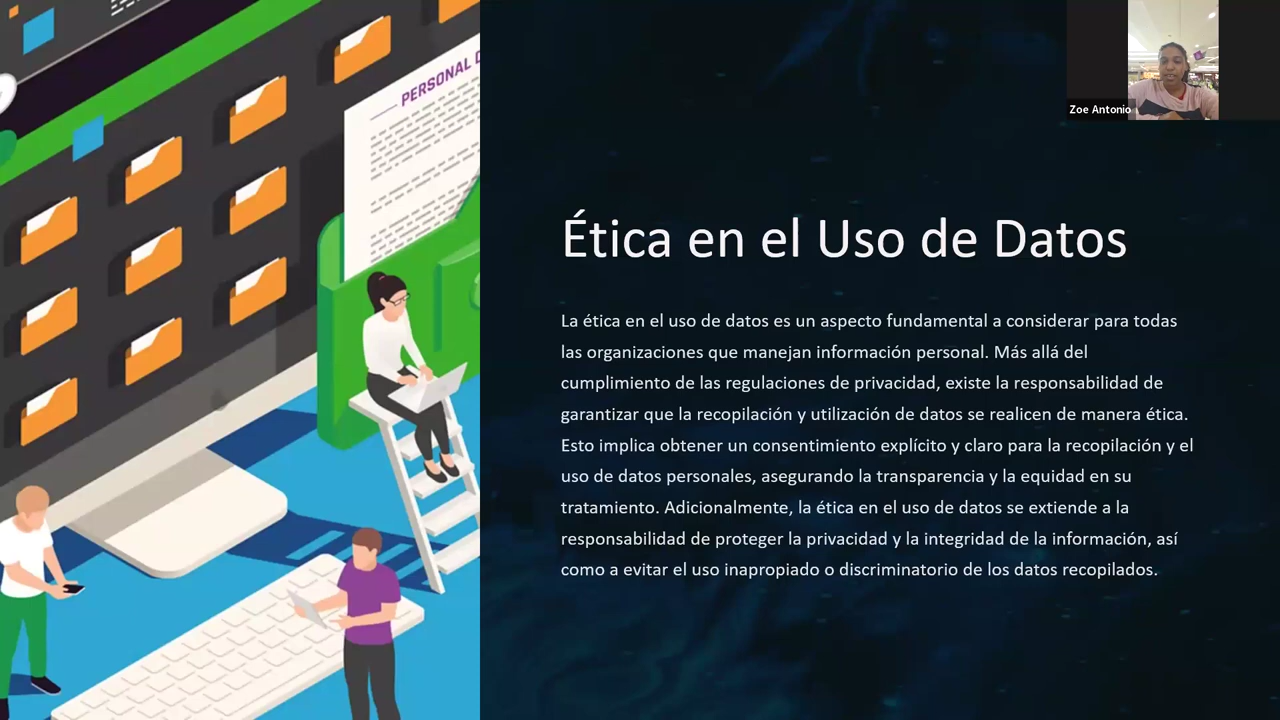 PERSONAL
Zoe Antonio
Ética en el Uso de Datos
La ética en el uso de datos es un aspecto fundamental a considerar para todas
las organizaciones que manejan información personal. Más allá del
cumplimiento de las regulaciones de privacidad, existe la responsabilidad de
garantizar que la recopilación y utilización de datos se realicen de manera ética.
Esto implica obtener un consentimiento explícito y claro para la recopilación y el
uso de datos personales, asegurando la transparencia y la equidad en su
tratamiento. Adicionalmente, la ética en el uso de datos se extiende a la
responsabilidad de proteger la privacidad y la integridad de la información, así
como a evitar el uso inapropiado o discriminatorio de los datos recopilados.